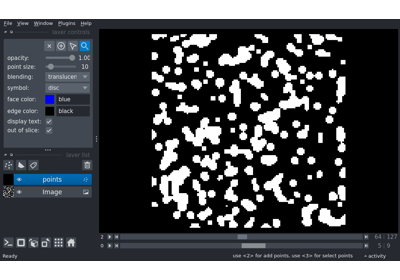 File View Window Plugins Help
layer controls
opacity: 1.00
point size: 10
blending: translucen
symbol: disc
face color: blue
edge color: black
display text:
out of slice:
layer list
points
Image
2 64 127
0 5 9
Ready use <2> for add points, use <3> for select points activity